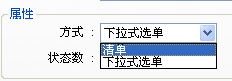 属性
方式 : 下拉式选单
清单
状态数 : 下拉式选单